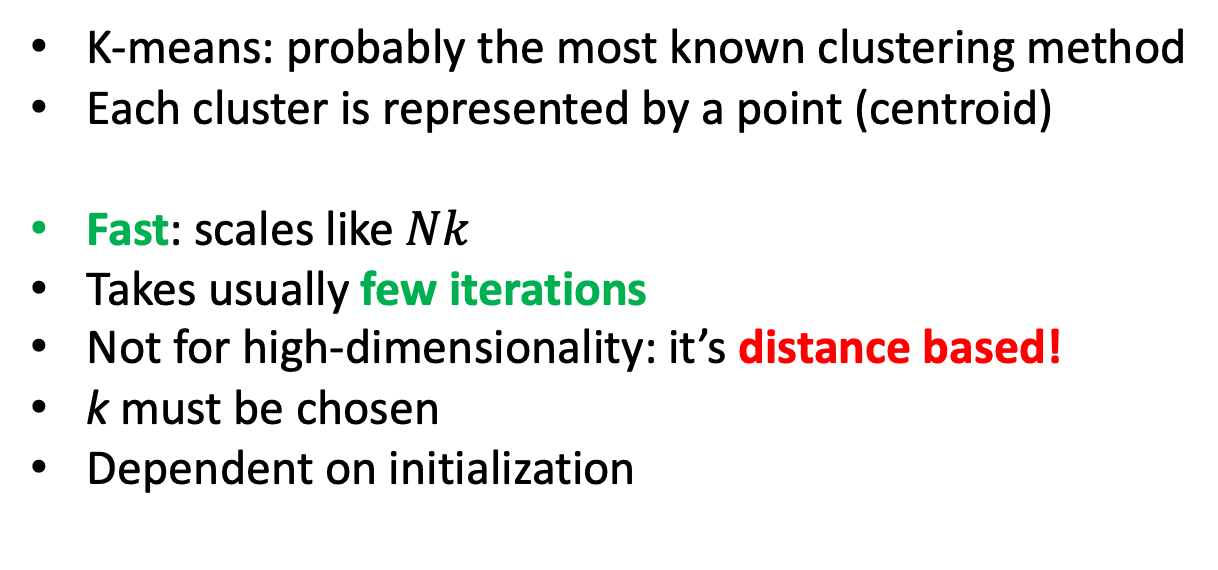 • K-means: probably the most known clustering method
• Each cluster is represented by a point (centroid)
• Fast: scales like Nk
• Takes usually few iterations
• Not for high-dimensionality: it’s distance based!
• k must be chosen
• Dependent on initialization